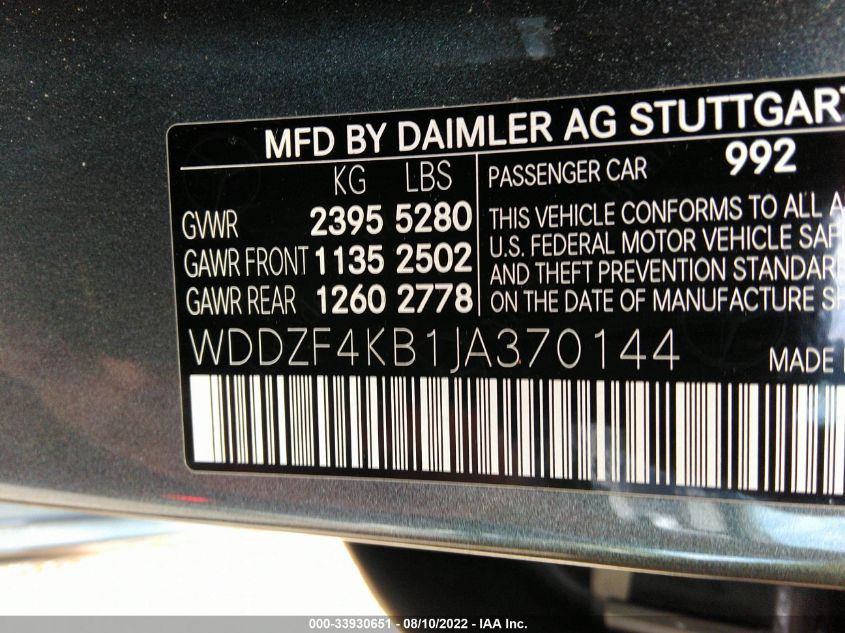 MFD BY DAIMLER AG STUTTGART
KG LBS
GVWR 2395 5280
GAWR FRONT 1135 2502
GAWR REAR 1260 2778
PASSENGER CAR 992
THIS VEHICLE CONFORMS TO ALL A
U.S. FEDERAL MOTOR VEHICLE SAF
AND THEFT PREVENTION STANDAR
ON THE DATE OF MANUFACTURE SH
WDDZF4KB1JA370144 MADE
000-33930651 - 08/10/2022 - IAA Inc.